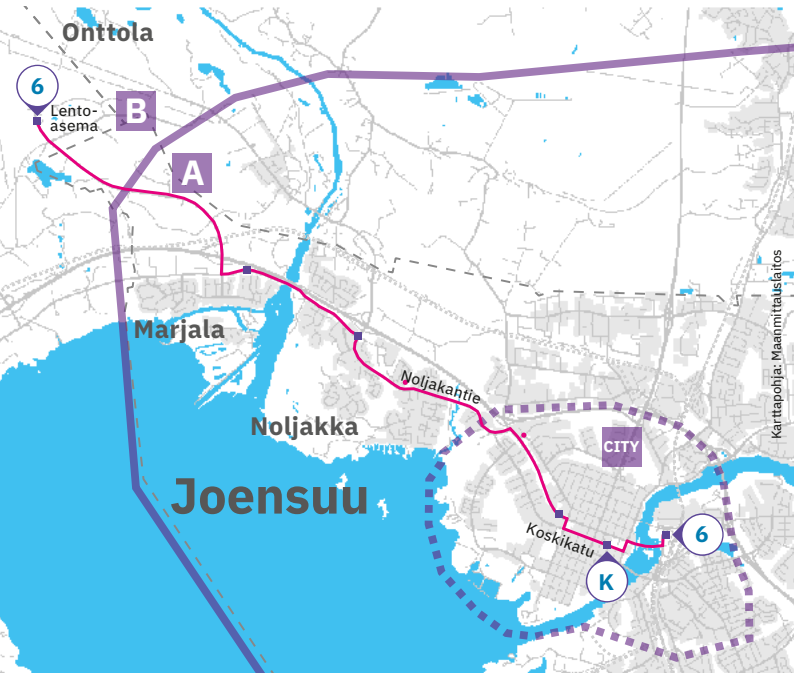 Onttola
6
Lento-
asema
B
A
Marjala
Noljakantie
Noljakka
CITY
Joensuu
Koskikatu
6
K
Karttapohja: Maanmittauslaitos